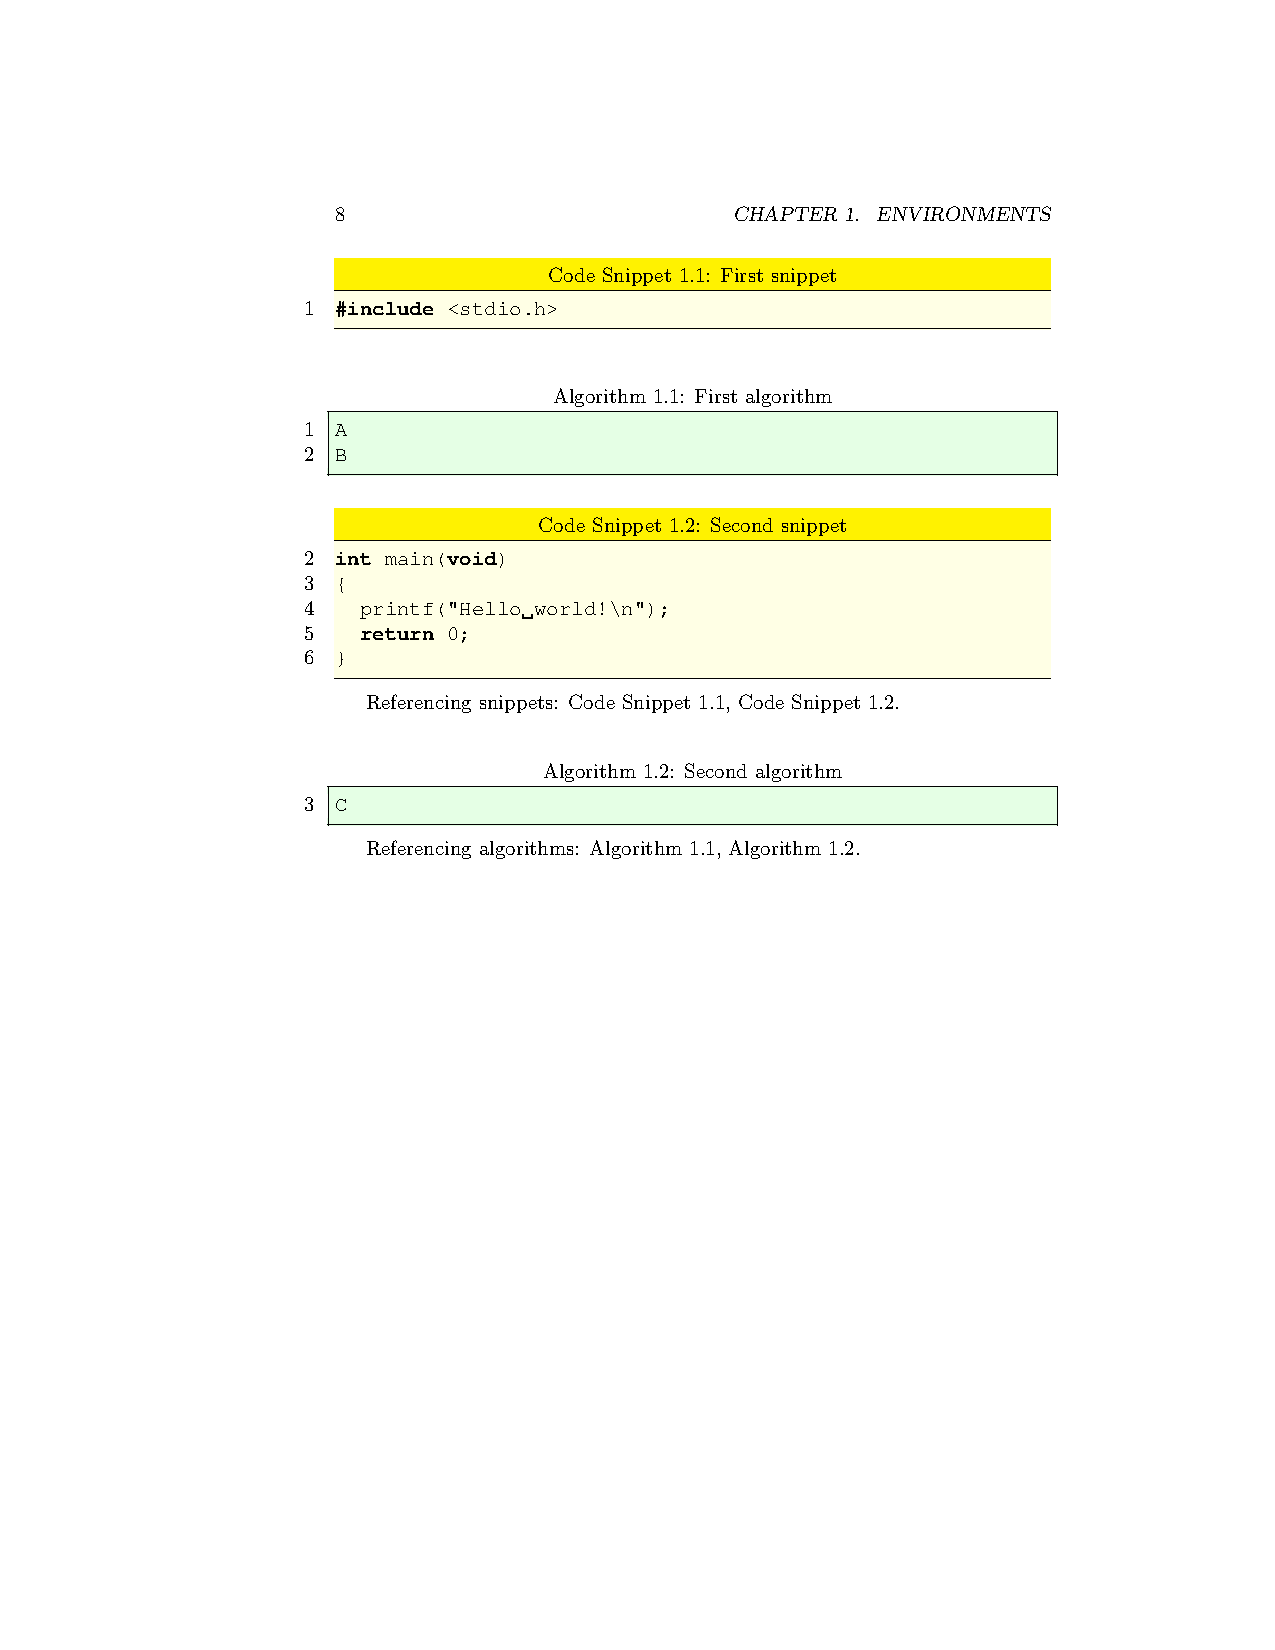 8 CHAPTER 1. ENVIRONMENTS
Code Snippet 1.1: First snippet
1 #include <stdio.h>
Algorithm 1.1: First algorithm
1 A
2 B
Code Snippet 1.2: Second snippet
2 int main(void)
3 {
4   printf("Hello␣world!\n");
5   return 0;
6 }
Referencing snippets: Code Snippet 1.1, Code Snippet 1.2.
Algorithm 1.2: Second algorithm
3 C
Referencing algorithms: Algorithm 1.1, Algorithm 1.2.